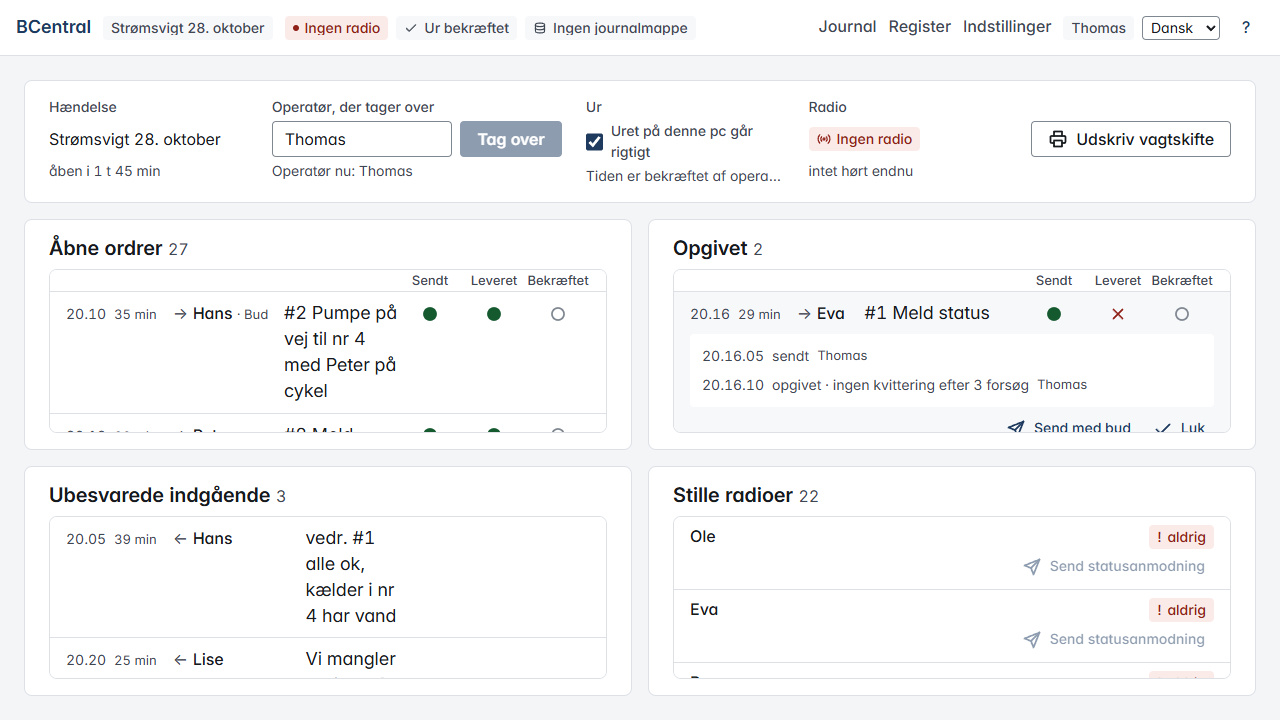 BCentral Strømsvigt 28. oktober Ingen radio Ur bekræftet Ingen journalmappe Journal Register Indstillinger Thomas Dansk ?
Hændelse
Strømsvigt 28. oktober
åben i 1 t 45 min
Operatør, der tager over
Thomas Tag over
Operatør nu: Thomas
Ur
Uret på denne pc går
rigtigt
Tiden er bekræftet af opera...
Radio
Ingen radio
intet hørt endnu
Udskriv vagtskifte
Åbne ordrer 27
Sendt Leveret Bekræftet
20.10 35 min → Hans · Bud #2 Pumpe på
vej til nr 4
med Peter på
cykel
Opgivet 2
Sendt Leveret Bekræftet
20.16 29 min → Eva #1 Meld status
20.16.05 sendt Thomas
20.16.10 opgivet · ingen kvittering efter 3 forsøg Thomas
Send med bud Luk
Ubesvarede indgående 3
20.05 39 min ← Hans vedr. #1
alle ok,
kælder i nr
4 har vand
20.20 25 min ← Lise Vi mangler
Stille radioer 22
Ole ! aldrig
Send statusanmodning
Eva ! aldrig
Send statusanmodning